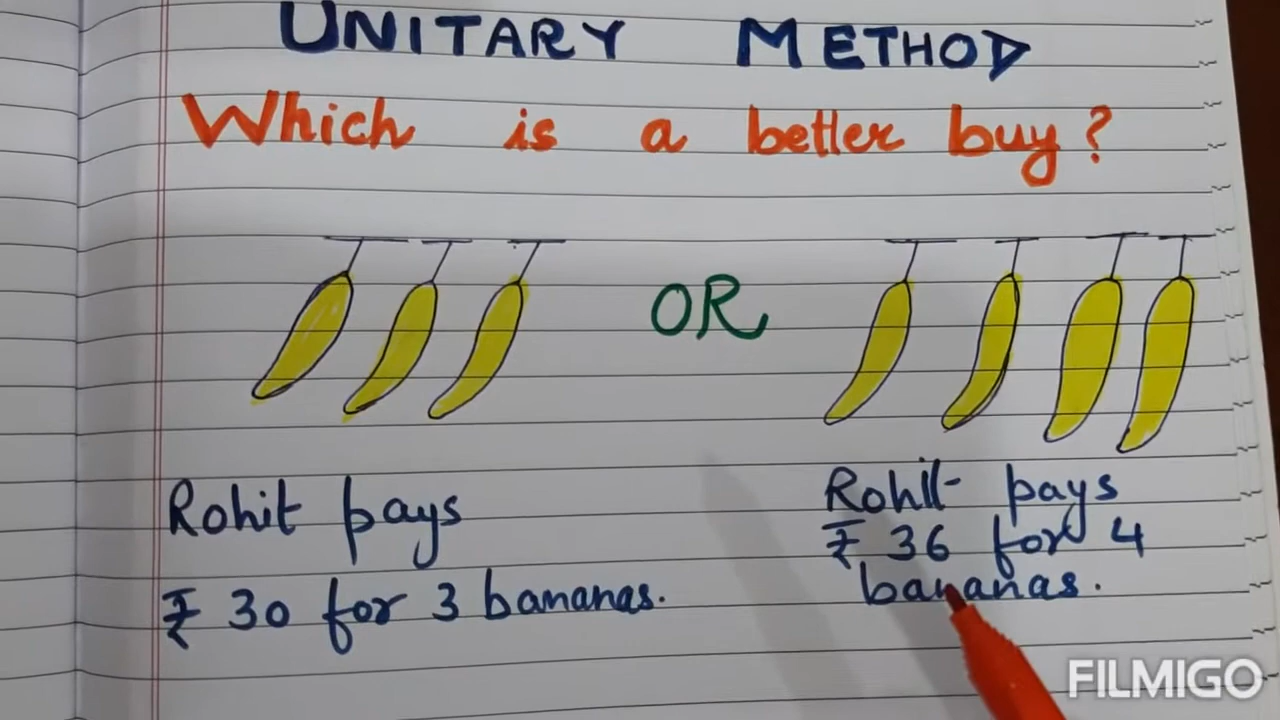 UNITARY METHOD
Which is a better buy?
OR
Rohit pays
₹ 30 for 3 bananas.
Rohit pays
₹ 36 for 4
bananas.
FILMIGO